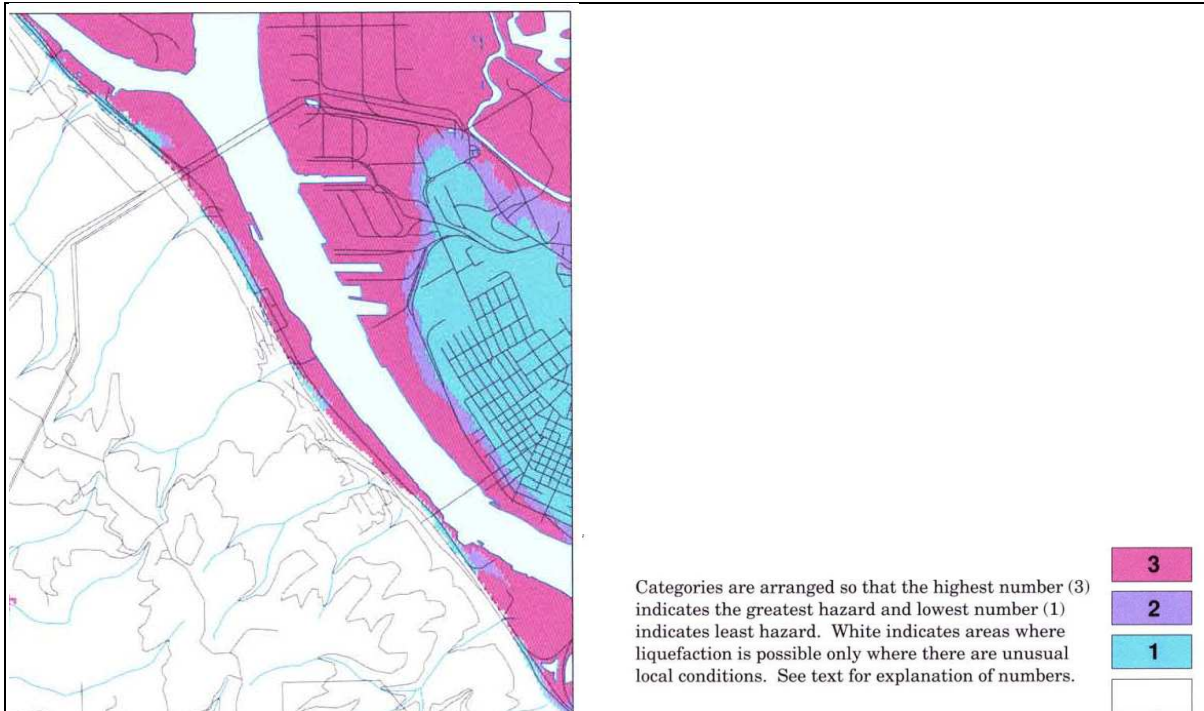 Categories are arranged so that the highest number (3)
indicates the greatest hazard and lowest number (1)
indicates least hazard. White indicates areas where
liquefaction is possible only where there are unusual
local conditions. See text for explanation of numbers.
3
2
1